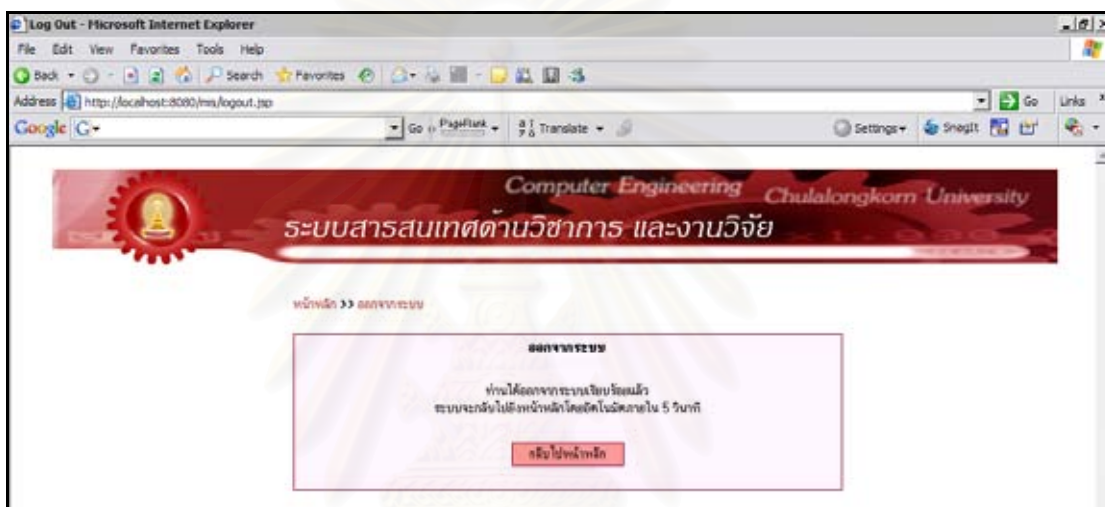 Log Out - Microsoft Internet Explorer
File Edit View Favorites Tools Help
Back Search Favorites
Address http://localhost:8080/mis/logout.jsp Go Links
Google Go PageRank Translate Settings SnagIt
Computer Engineering Chulalongkorn University
ระบบสารสนเทศด้านวิชาการ และงานวิจัย
หน้าหลัก >> ออกจากระบบ
ออกจากระบบ
ท่านได้ออกจากระบบเรียบร้อยแล้ว
ระบบจะกลับไปยังหน้าหลักโดยอัตโนมัติภายใน 5 วินาที
กลับไปหน้าหลัก